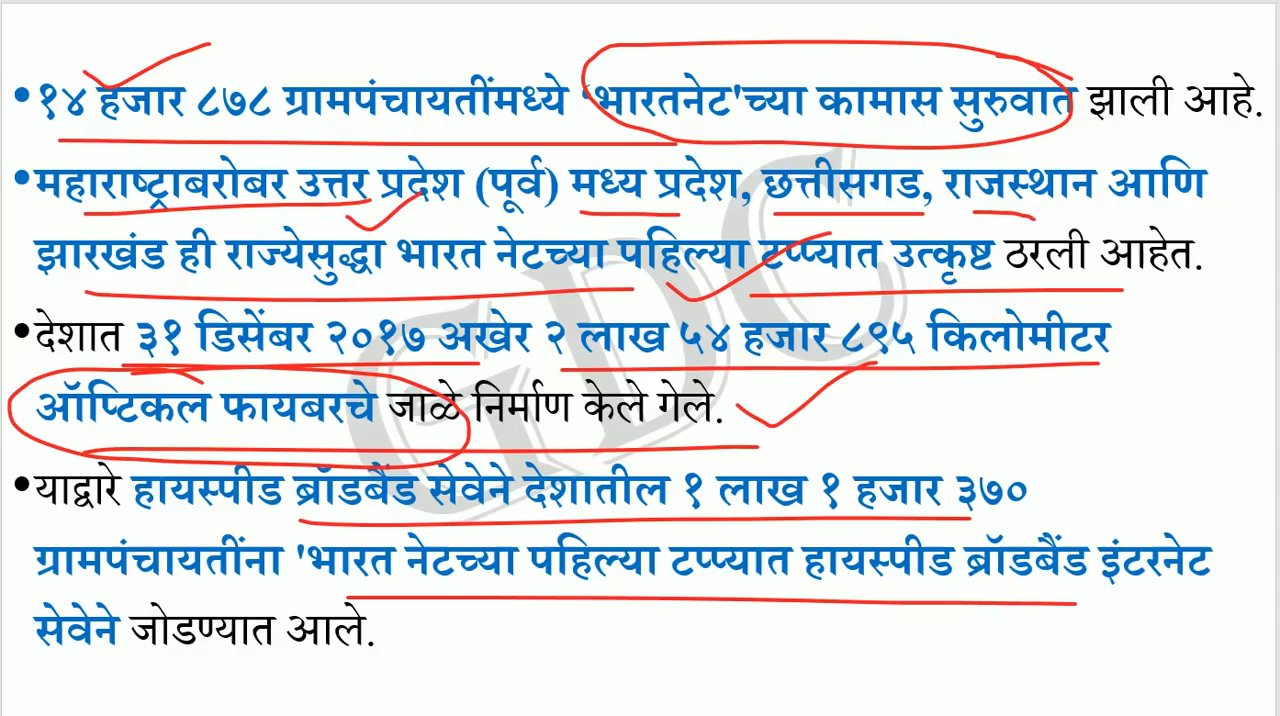 • १४ हजार ८७८ ग्रामपंचायतींमध्ये 'भारतनेट'च्या कामास सुरुवात झाली आहे.
• महाराष्ट्राबरोबर उत्तर प्रदेश (पूर्व) मध्य प्रदेश, छत्तीसगड, राजस्थान आणि
झारखंड ही राज्येसुद्धा भारत नेटच्या पहिल्या टप्प्यात उत्कृष्ट ठरली आहेत.
• देशात ३१ डिसेंबर २०१७ अखेर २ लाख ५४ हजार ८९५ किलोमीटर
ऑप्टिकल फायबरचे जाळे निर्माण केले गेले.
• याद्वारे हायस्पीड ब्रॉडबैंड सेवेने देशातील १ लाख १ हजार ३७०
ग्रामपंचायतींना 'भारत नेटच्या पहिल्या टप्प्यात हायस्पीड ब्रॉडबैंड इंटरनेट
सेवेने जोडण्यात आले.
GDC